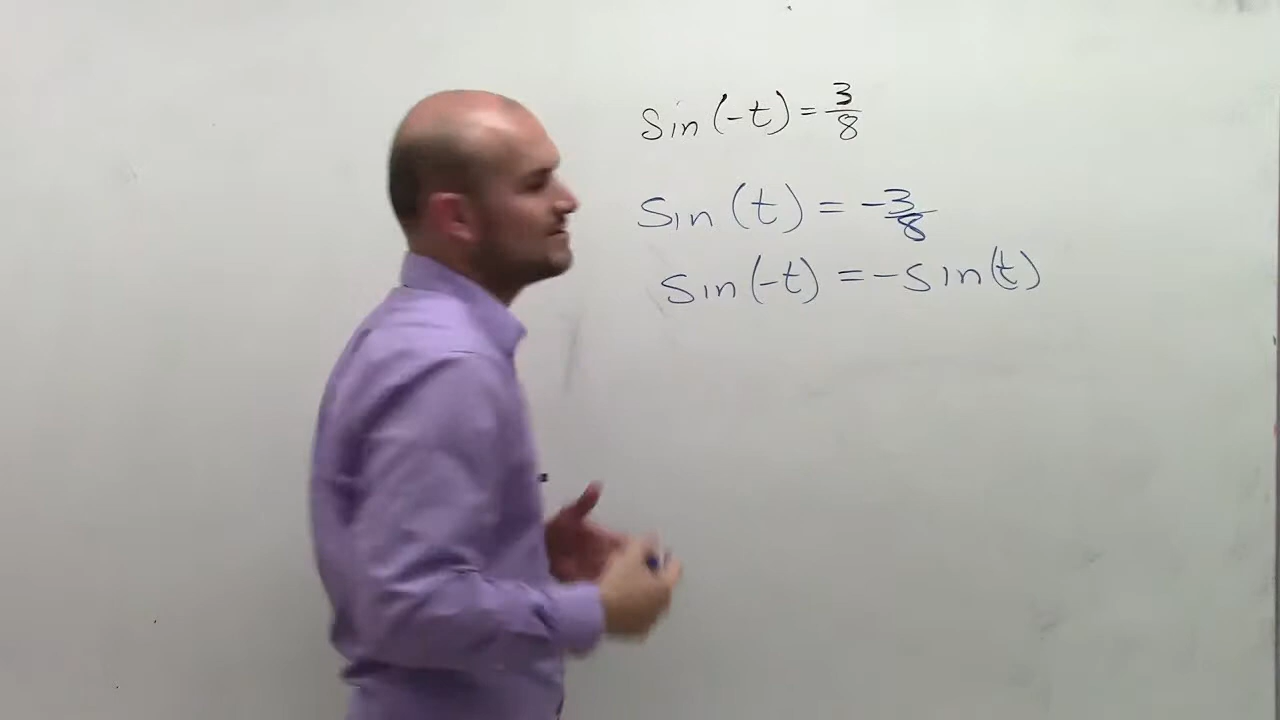 sin(-t) = 3/8
sin(t) = -3/8
sin(-t) = -sin(t)